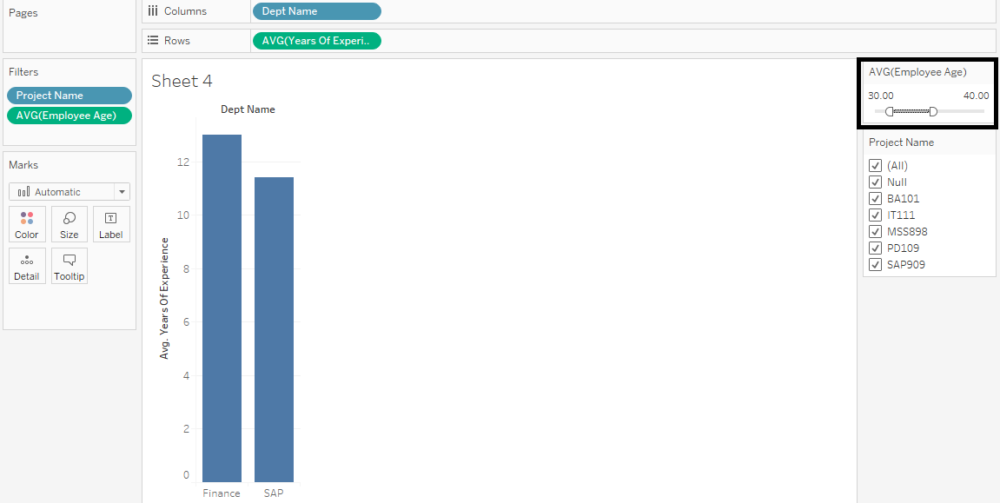 Pages
Columns
Dept Name
Rows
AVG(Years Of Experi..
Filters
Project Name
AVG(Employee Age)
Marks
Automatic
Color
Size
Label
Detail
Tooltip
Sheet 4
Dept Name
Avg. Years Of Experience
12
10
8
6
4
2
0
Finance
SAP
AVG(Employee Age)
30.00
40.00
Project Name
(All)
Null
BA101
IT111
MSS898
PD109
SAP909